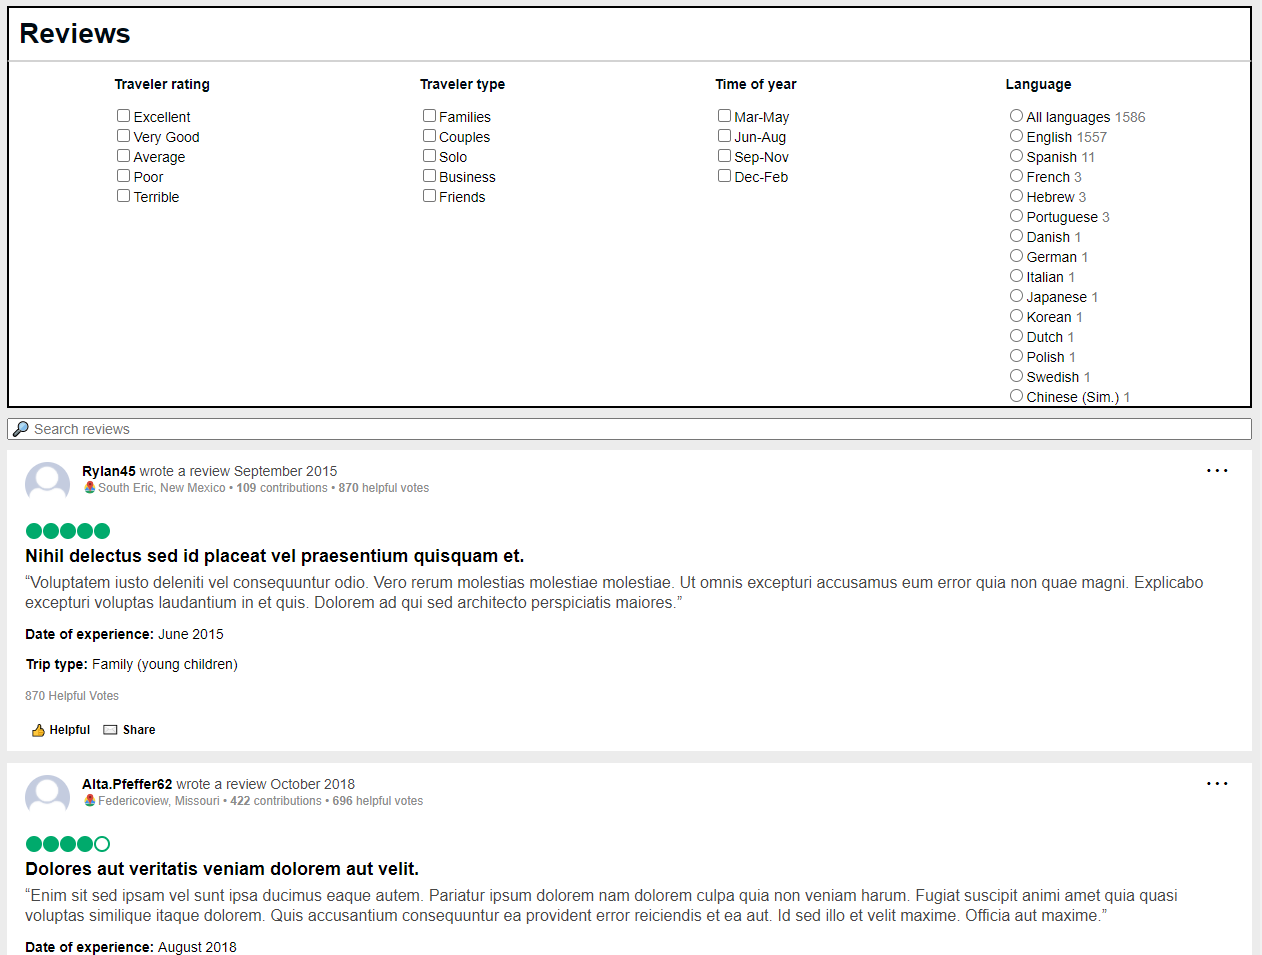 Reviews
Traveler rating
Excellent
Very Good
Average
Poor
Terrible
Traveler type
Families
Couples
Solo
Business
Friends
Time of year
Mar-May
Jun-Aug
Sep-Nov
Dec-Feb
Language
All languages 1586
English 1557
Spanish 11
French 3
Hebrew 3
Portuguese 3
Danish 1
German 1
Italian 1
Japanese 1
Korean 1
Dutch 1
Polish 1
Swedish 1
Chinese (Sim.) 1
Search reviews
Rylan45 wrote a review September 2015
South Eric, New Mexico • 109 contributions • 870 helpful votes
Nihil delectus sed id placeat vel praesentium quisquam et.
“Voluptatem iusto deleniti vel consequuntur odio. Vero rerum molestias molestiae molestiae. Ut omnis excepturi accusamus eum error quia non quae magni. Explicabo
excepturi voluptas laudantium in et quis. Dolorem ad qui sed architecto perspiciatis maiores.”
Date of experience: June 2015
Trip type: Family (young children)
870 Helpful Votes
Helpful Share
Alta.Pfeffer62 wrote a review October 2018
Federicoview, Missouri • 422 contributions • 696 helpful votes
Dolores aut veritatis veniam dolorem aut velit.
“Enim sit sed ipsam vel sunt ipsa ducimus eaque autem. Pariatur ipsum dolorem nam dolorem culpa quia non veniam harum. Fugiat suscipit animi amet quia quasi
voluptas similique itaque dolorem. Quis accusantium consequuntur ea provident error reiciendis et ea aut. Id sed illo et velit maxime. Officia aut maxime.”
Date of experience: August 2018